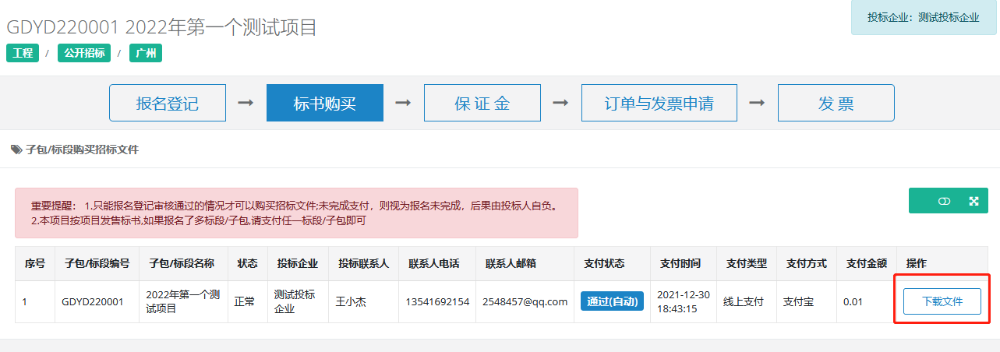 GDYD220001 2022年第一个测试项目
投标企业：测试投标企业
工程 / 公开招标 / 广州
报名登记 → 标书购买 → 保 证 金 → 订单与发票申请 → 发 票
子包/标段购买招标文件
重要提醒： 1.只能报名登记审核通过的情况才可以购买招标文件;未完成支付，则视为报名未完成，后果由投标人自负。
2.本项目按项目发售标书,如果报名了多标段/子包,请支付任一标段/子包即可
序号 子包/标段编号 子包/标段名称 状态 投标企业 投标联系人 联系人电话 联系人邮箱 支付状态 支付时间 支付类型 支付方式 支付金额 操作
1 GDYD220001 2022年第一个测试项目 正常 测试投标企业 王小杰 13541692154 2548457@qq.com 通过(自动) 2021-12-30 18:43:15 线上支付 支付宝 0.01 下载文件